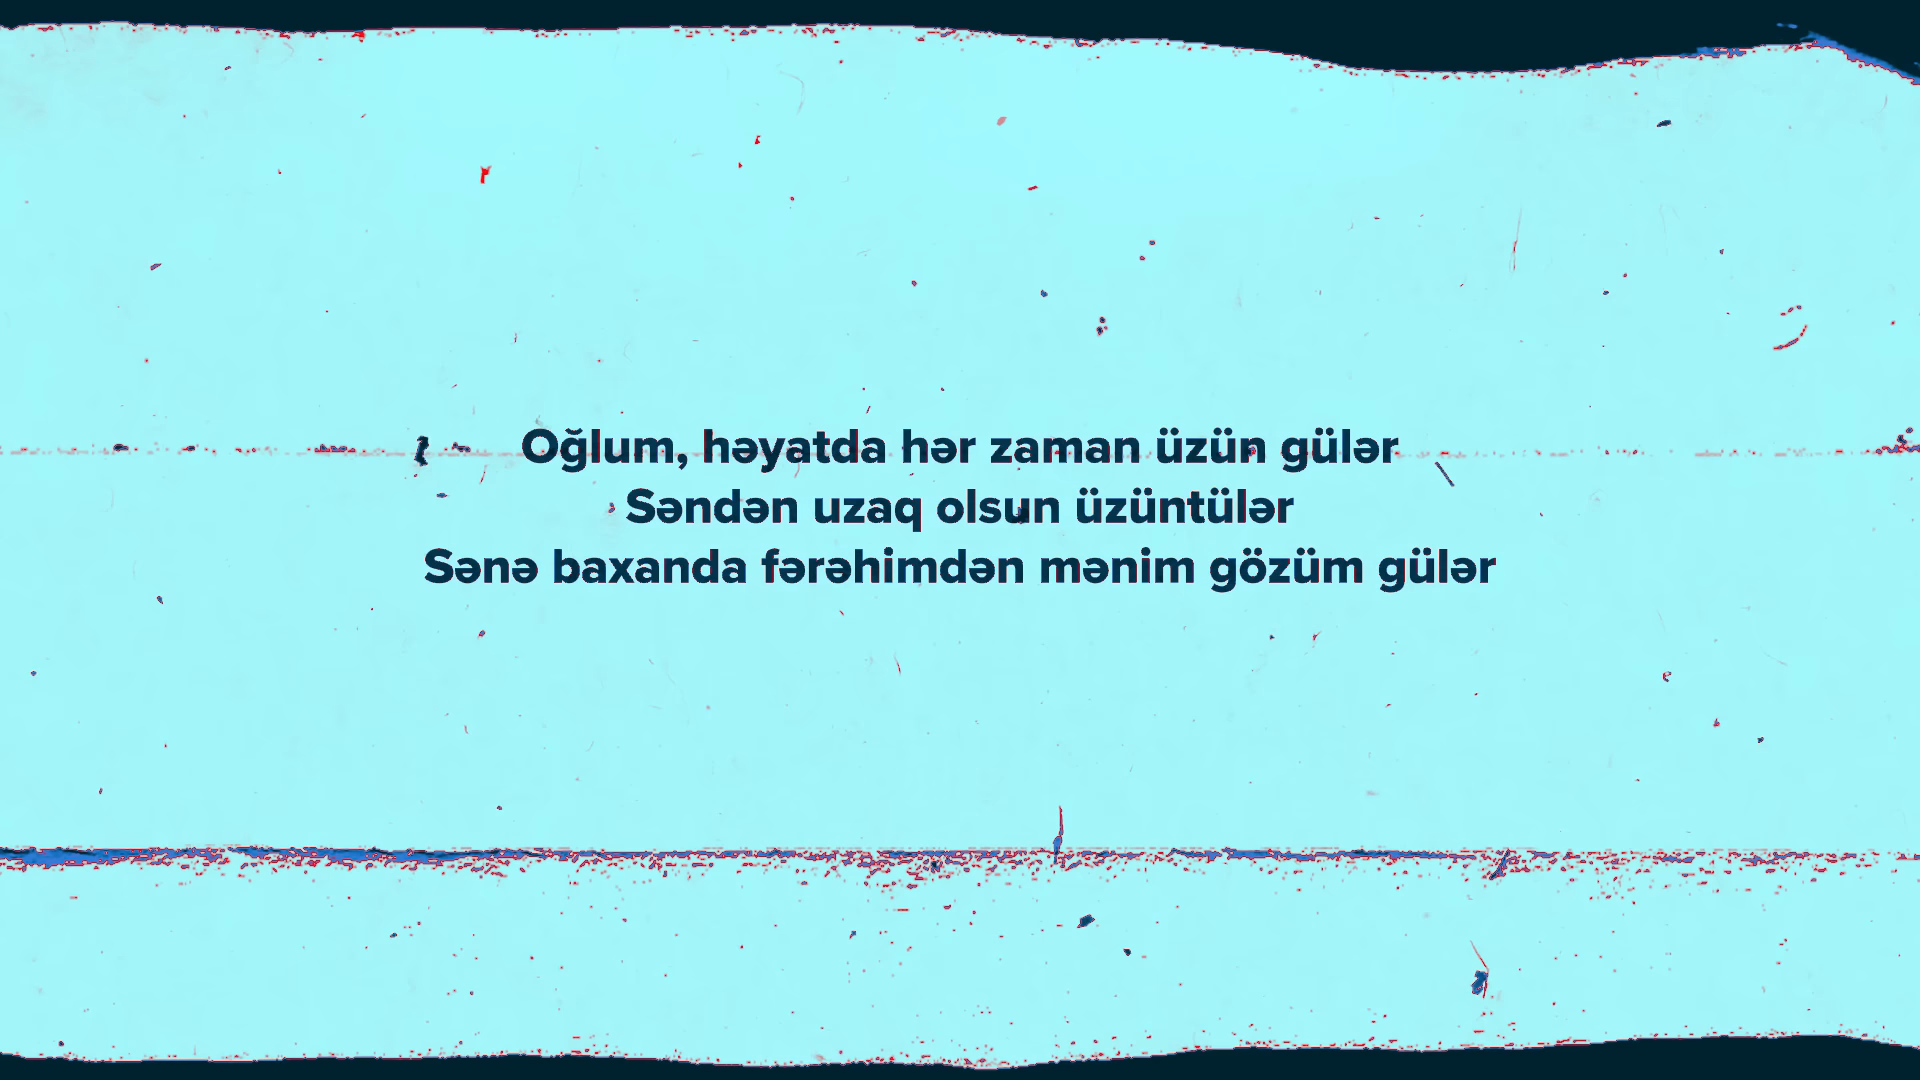 Oğlum, həyatda hər zaman üzün gülər
Səndən uzaq olsun üzüntülər
Sənə baxanda fərəhimdən mənim gözüm gülər